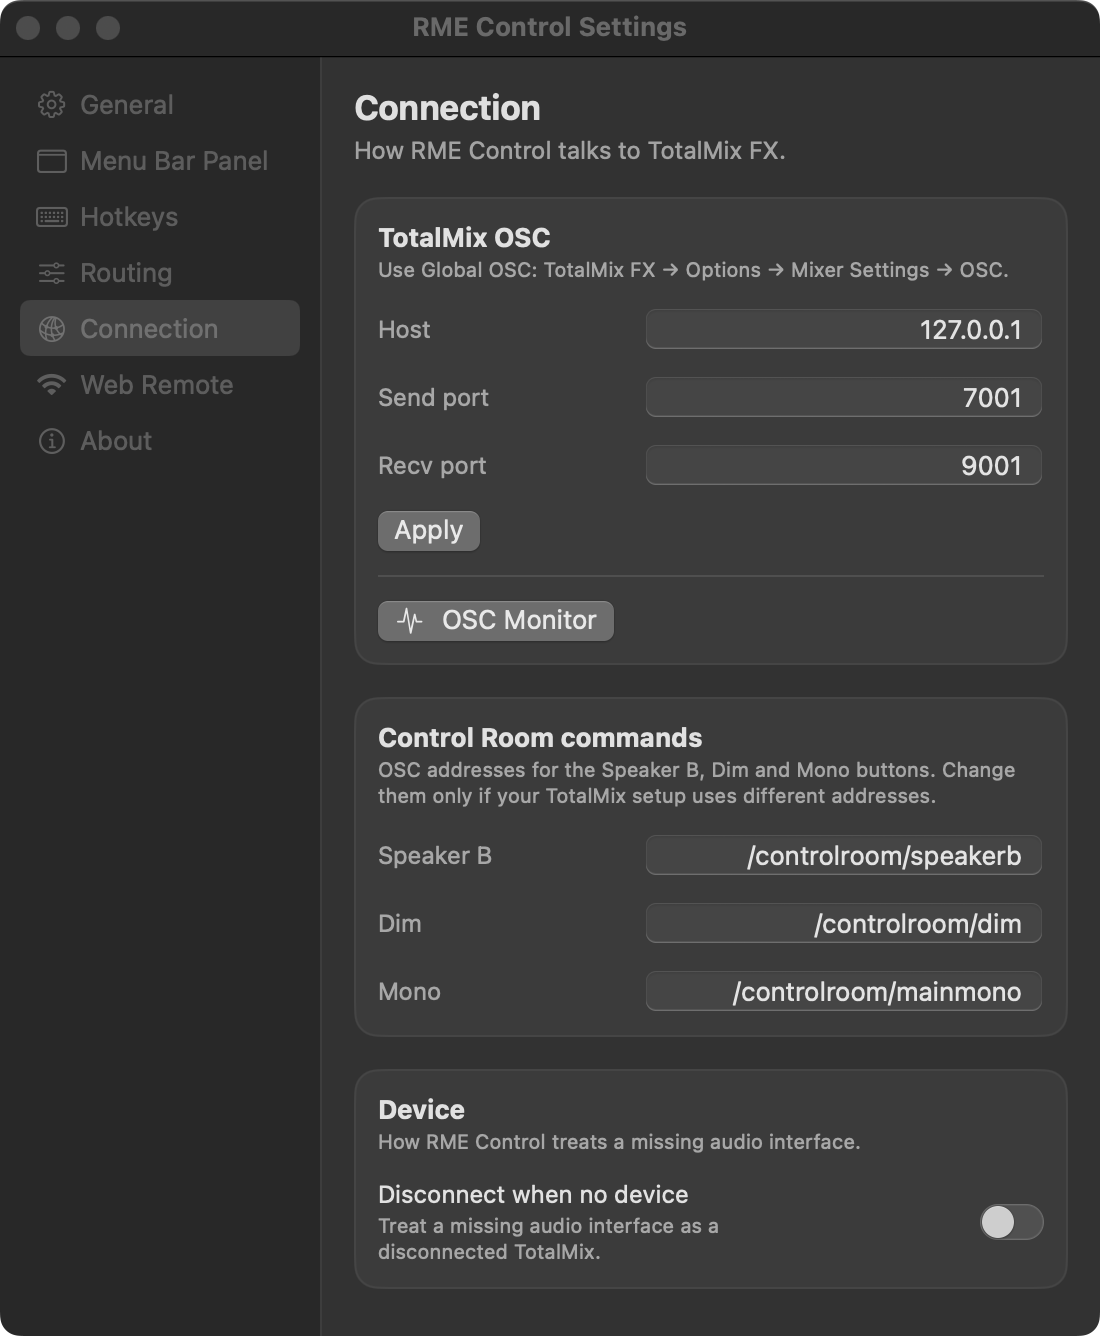 RME Control Settings
General
Menu Bar Panel
Hotkeys
Routing
Connection
Web Remote
About
Connection
How RME Control talks to TotalMix FX.
TotalMix OSC
Use Global OSC: TotalMix FX → Options → Mixer Settings → OSC.
Host 127.0.0.1
Send port 7001
Recv port 9001
Apply
OSC Monitor
Control Room commands
OSC addresses for the Speaker B, Dim and Mono buttons. Change
them only if your TotalMix setup uses different addresses.
Speaker B /controlroom/speakerb
Dim /controlroom/dim
Mono /controlroom/mainmono
Device
How RME Control treats a missing audio interface.
Disconnect when no device
Treat a missing audio interface as a
disconnected TotalMix.